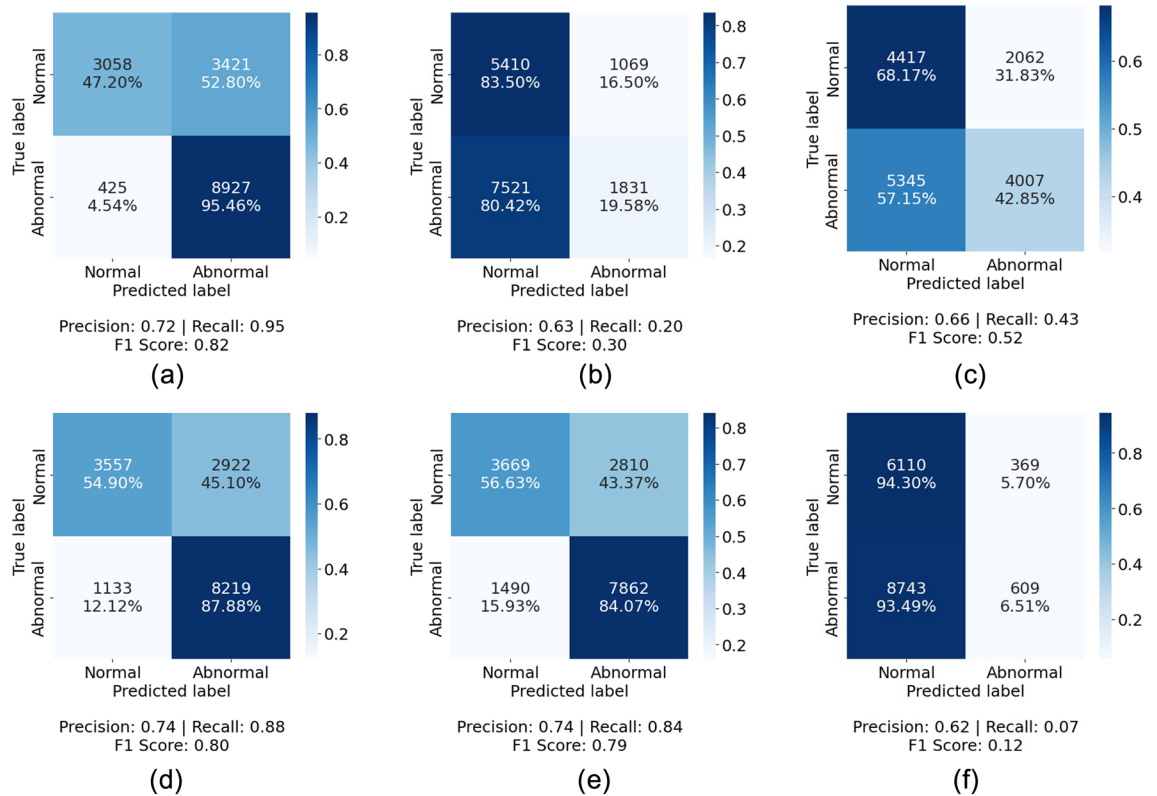 Normal
Abnormal
True label
3058
47.20%
3421
52.80%
425
4.54%
8927
95.46%
0.8
0.6
0.4
0.2
Normal Abnormal
Predicted label
Precision: 0.72 | Recall: 0.95
F1 Score: 0.82
(a)
Normal
Abnormal
True label
5410
83.50%
1069
16.50%
7521
80.42%
1831
19.58%
0.8
0.7
0.6
0.5
0.4
0.3
0.2
Normal Abnormal
Predicted label
Precision: 0.63 | Recall: 0.20
F1 Score: 0.30
(b)
Normal
Abnormal
True label
4417
68.17%
2062
31.83%
5345
57.15%
4007
42.85%
0.6
0.5
0.4
Normal Abnormal
Predicted label
Precision: 0.66 | Recall: 0.43
F1 Score: 0.52
(c)
Normal
Abnormal
True label
3557
54.90%
2922
45.10%
1133
12.12%
8219
87.88%
0.8
0.6
0.4
0.2
Normal Abnormal
Predicted label
Precision: 0.74 | Recall: 0.88
F1 Score: 0.80
(d)
Normal
Abnormal
True label
3669
56.63%
2810
43.37%
1490
15.93%
7862
84.07%
0.8
0.7
0.6
0.5
0.4
0.3
0.2
Normal Abnormal
Predicted label
Precision: 0.74 | Recall: 0.84
F1 Score: 0.79
(e)
Normal
Abnormal
True label
6110
94.30%
369
5.70%
8743
93.49%
609
6.51%
0.8
0.6
0.4
0.2
Normal Abnormal
Predicted label
Precision: 0.62 | Recall: 0.07
F1 Score: 0.12
(f)